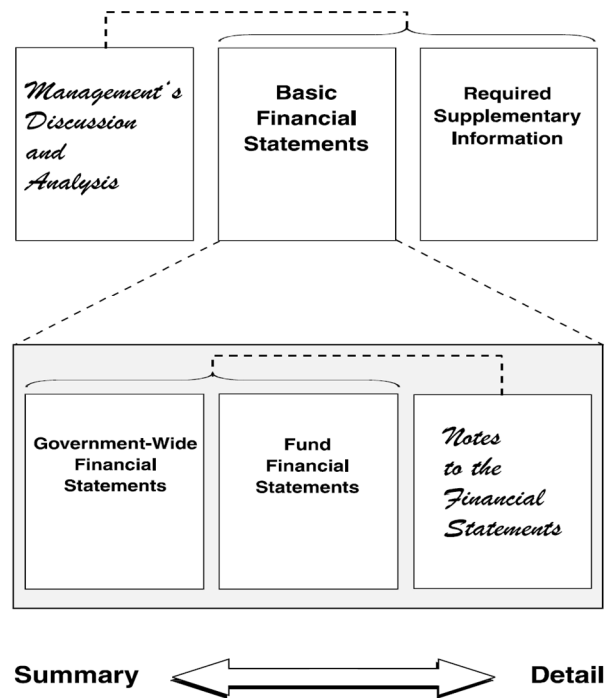 Management's
Discussion
and
Analysis
Basic
Financial
Statements
Required
Supplementary
Information
Government-Wide
Financial
Statements
Fund
Financial
Statements
Notes
to the
Financial
Statements
Summary
Detail